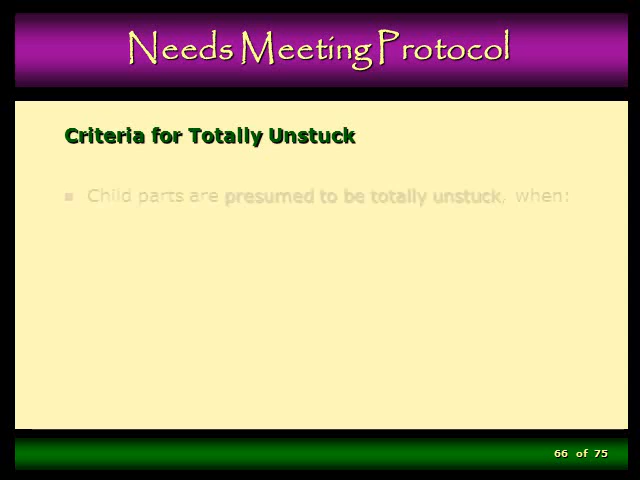 Needs Meeting Protocol
Criteria for Totally Unstuck
Child parts are presumed to be totally unstuck, when:
66 of 75